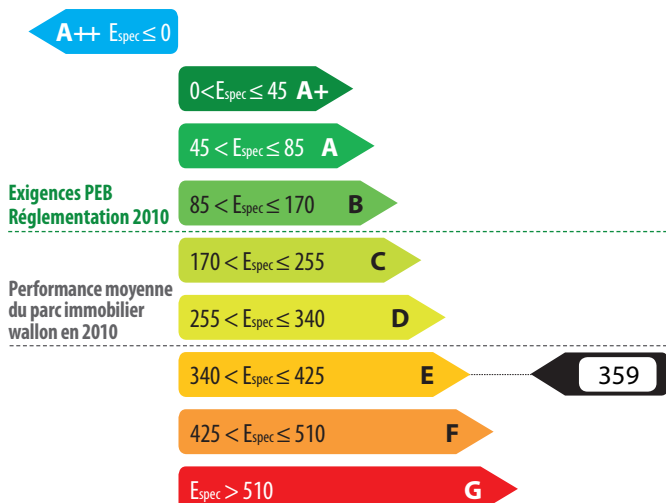 A++ Espec ≤ 0
0<Espec ≤ 45 A+
45 < Espec ≤ 85 A
Exigences PEB
Réglementation 2010
85 < Espec ≤ 170 B
170 < Espec ≤ 255 C
Performance moyenne
du parc immobilier
wallon en 2010
255 < Espec ≤ 340 D
340 < Espec ≤ 425 E 359
425 < Espec ≤ 510 F
Espec > 510 G